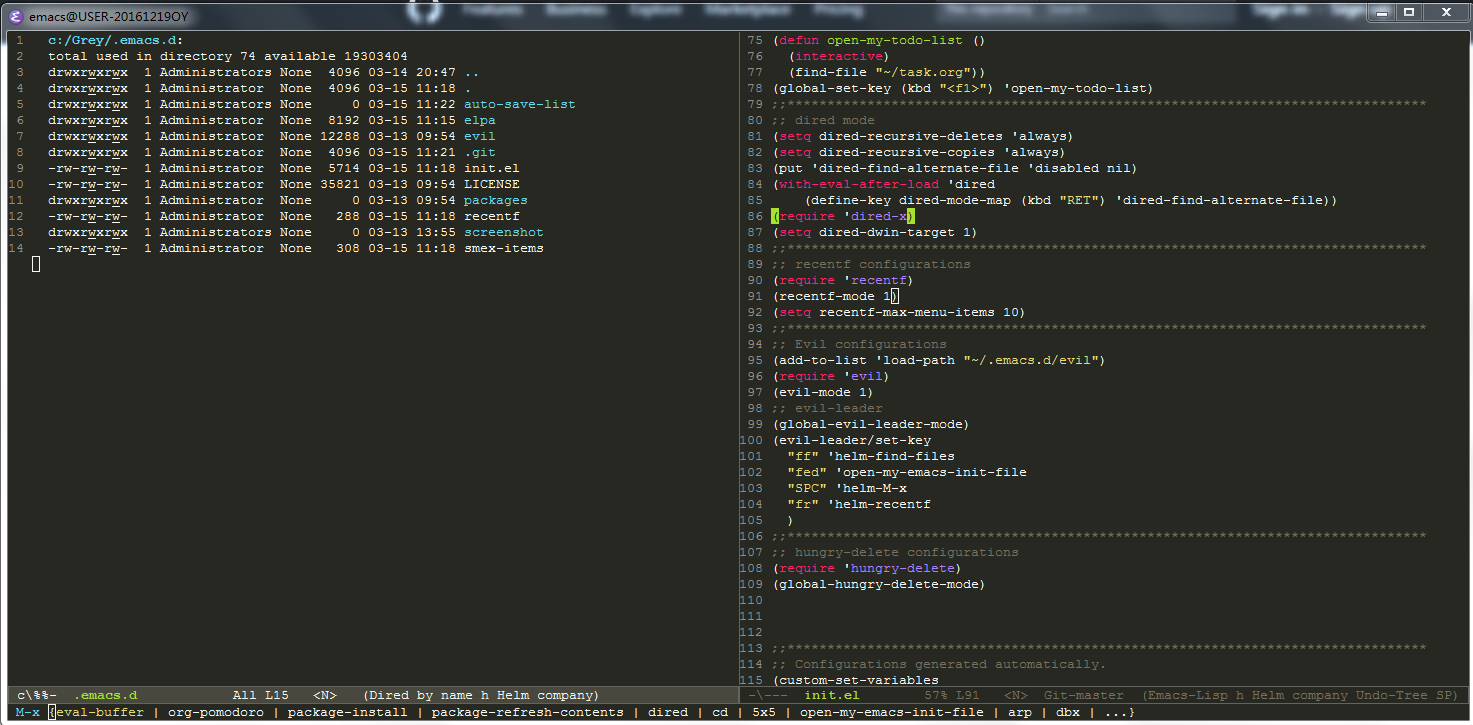 emacs@USER-20161219OY
Features Business Explore Marketplace Pricing This repository Search Sign in
1 c:/Grey/.emacs.d:
2 total used in directory 74 available 19303404
3 drwxrwxrwx 1 Administrators None 4096 03-14 20:47 ..
4 drwxrwxrwx 1 Administrators None 4096 03-15 11:18 .
5 drwxrwxrwx 1 Administrators None 0 03-15 11:22 auto-save-list
6 drwxrwxrwx 1 Administrator None 8192 03-15 11:15 elpa
7 drwxrwxrwx 1 Administrator None 12288 03-13 09:54 evil
8 drwxrwxrwx 1 Administrator None 4096 03-15 11:21 .git
9 -rw-rw-rw- 1 Administrator None 5714 03-15 11:18 init.el
10 -rw-rw-rw- 1 Administrator None 35821 03-13 09:54 LICENSE
11 drwxrwxrwx 1 Administrator None 0 03-13 09:54 packages
12 -rw-rw-rw- 1 Administrator None 288 03-15 11:18 recentf
13 drwxrwxrwx 1 Administrator None 0 03-13 13:55 screenshot
14 -rw-rw-rw- 1 Administrator None 308 03-15 11:18 smex-items
c\%%- .emacs.d All L15 <N> (Dired by name h Helm company)
75 (defun open-my-todo-list ()
76 (interactive)
77 (find-file "~/task.org"))
78 (global-set-key (kbd "<f1>") 'open-my-todo-list)
79 ;;********************************************************************************
80 ;; dired mode
81 (setq dired-recursive-deletes 'always)
82 (setq dired-recursive-copies 'always)
83 (put 'dired-find-alternate-file 'disabled nil)
84 (with-eval-after-load 'dired
85 (define-key dired-mode-map (kbd "RET") 'dired-find-alternate-file))
86 (require 'dired-x)
87 (setq dired-dwin-target 1)
88 ;;********************************************************************************
89 ;; recentf configurations
90 (require 'recentf)
91 (recentf-mode 1)
92 (setq recentf-max-menu-items 10)
93 ;;********************************************************************************
94 ;; Evil configurations
95 (add-to-list 'load-path "~/.emacs.d/evil")
96 (require 'evil)
97 (evil-mode 1)
98 ;; evil-leader
99 (global-evil-leader-mode)
100 (evil-leader/set-key
101 "ff" 'helm-find-files
102 "fed" 'open-my-emacs-init-file
103 "SPC" 'helm-M-x
104 "fr" 'helm-recentf
105 )
106 ;;********************************************************************************
107 ;; hungry-delete configurations
108 (require 'hungry-delete)
109 (global-hungry-delete-mode)
110
111
112
113 ;;********************************************************************************
114 ;; Configurations generated automatically.
115 (custom-set-variables
-\--- init.el 57% L91 <N> Git-master (Emacs-Lisp h Helm company Undo-Tree SP)
M-x {eval-buffer | org-pomodoro | package-install | package-refresh-contents | dired | cd | 5x5 | open-my-emacs-init-file | arp | dbx | ...}